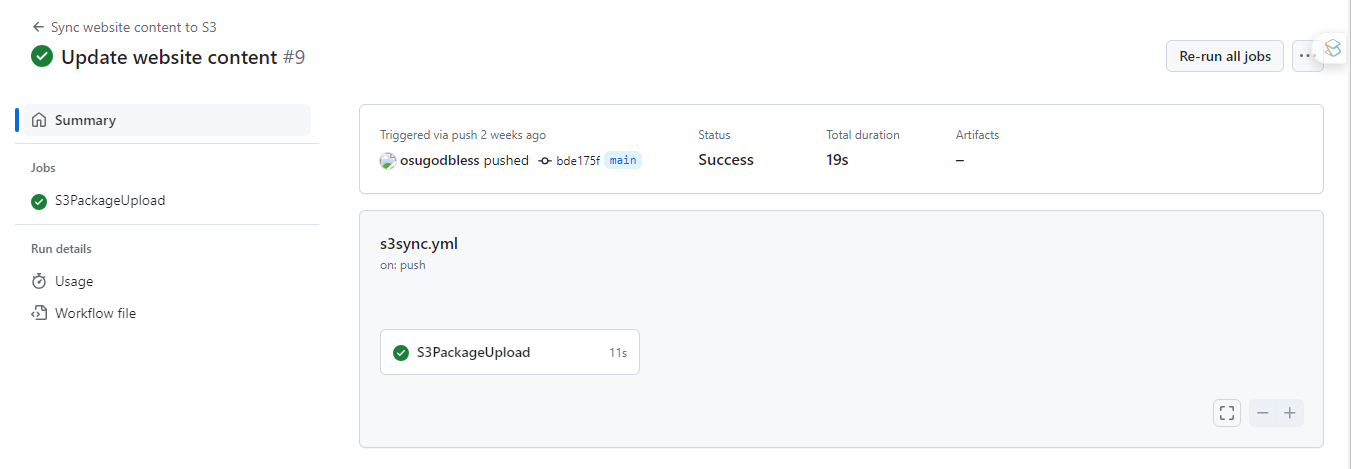 ← Sync website content to S3
Update website content #9
Re-run all jobs
...
Summary
Jobs
S3PackageUpload
Run details
Usage
Workflow file
Triggered via push 2 weeks ago
osugodbless pushed bde175f main
Status
Success
Total duration
19s
Artifacts
–
s3sync.yml
on: push
S3PackageUpload 11s